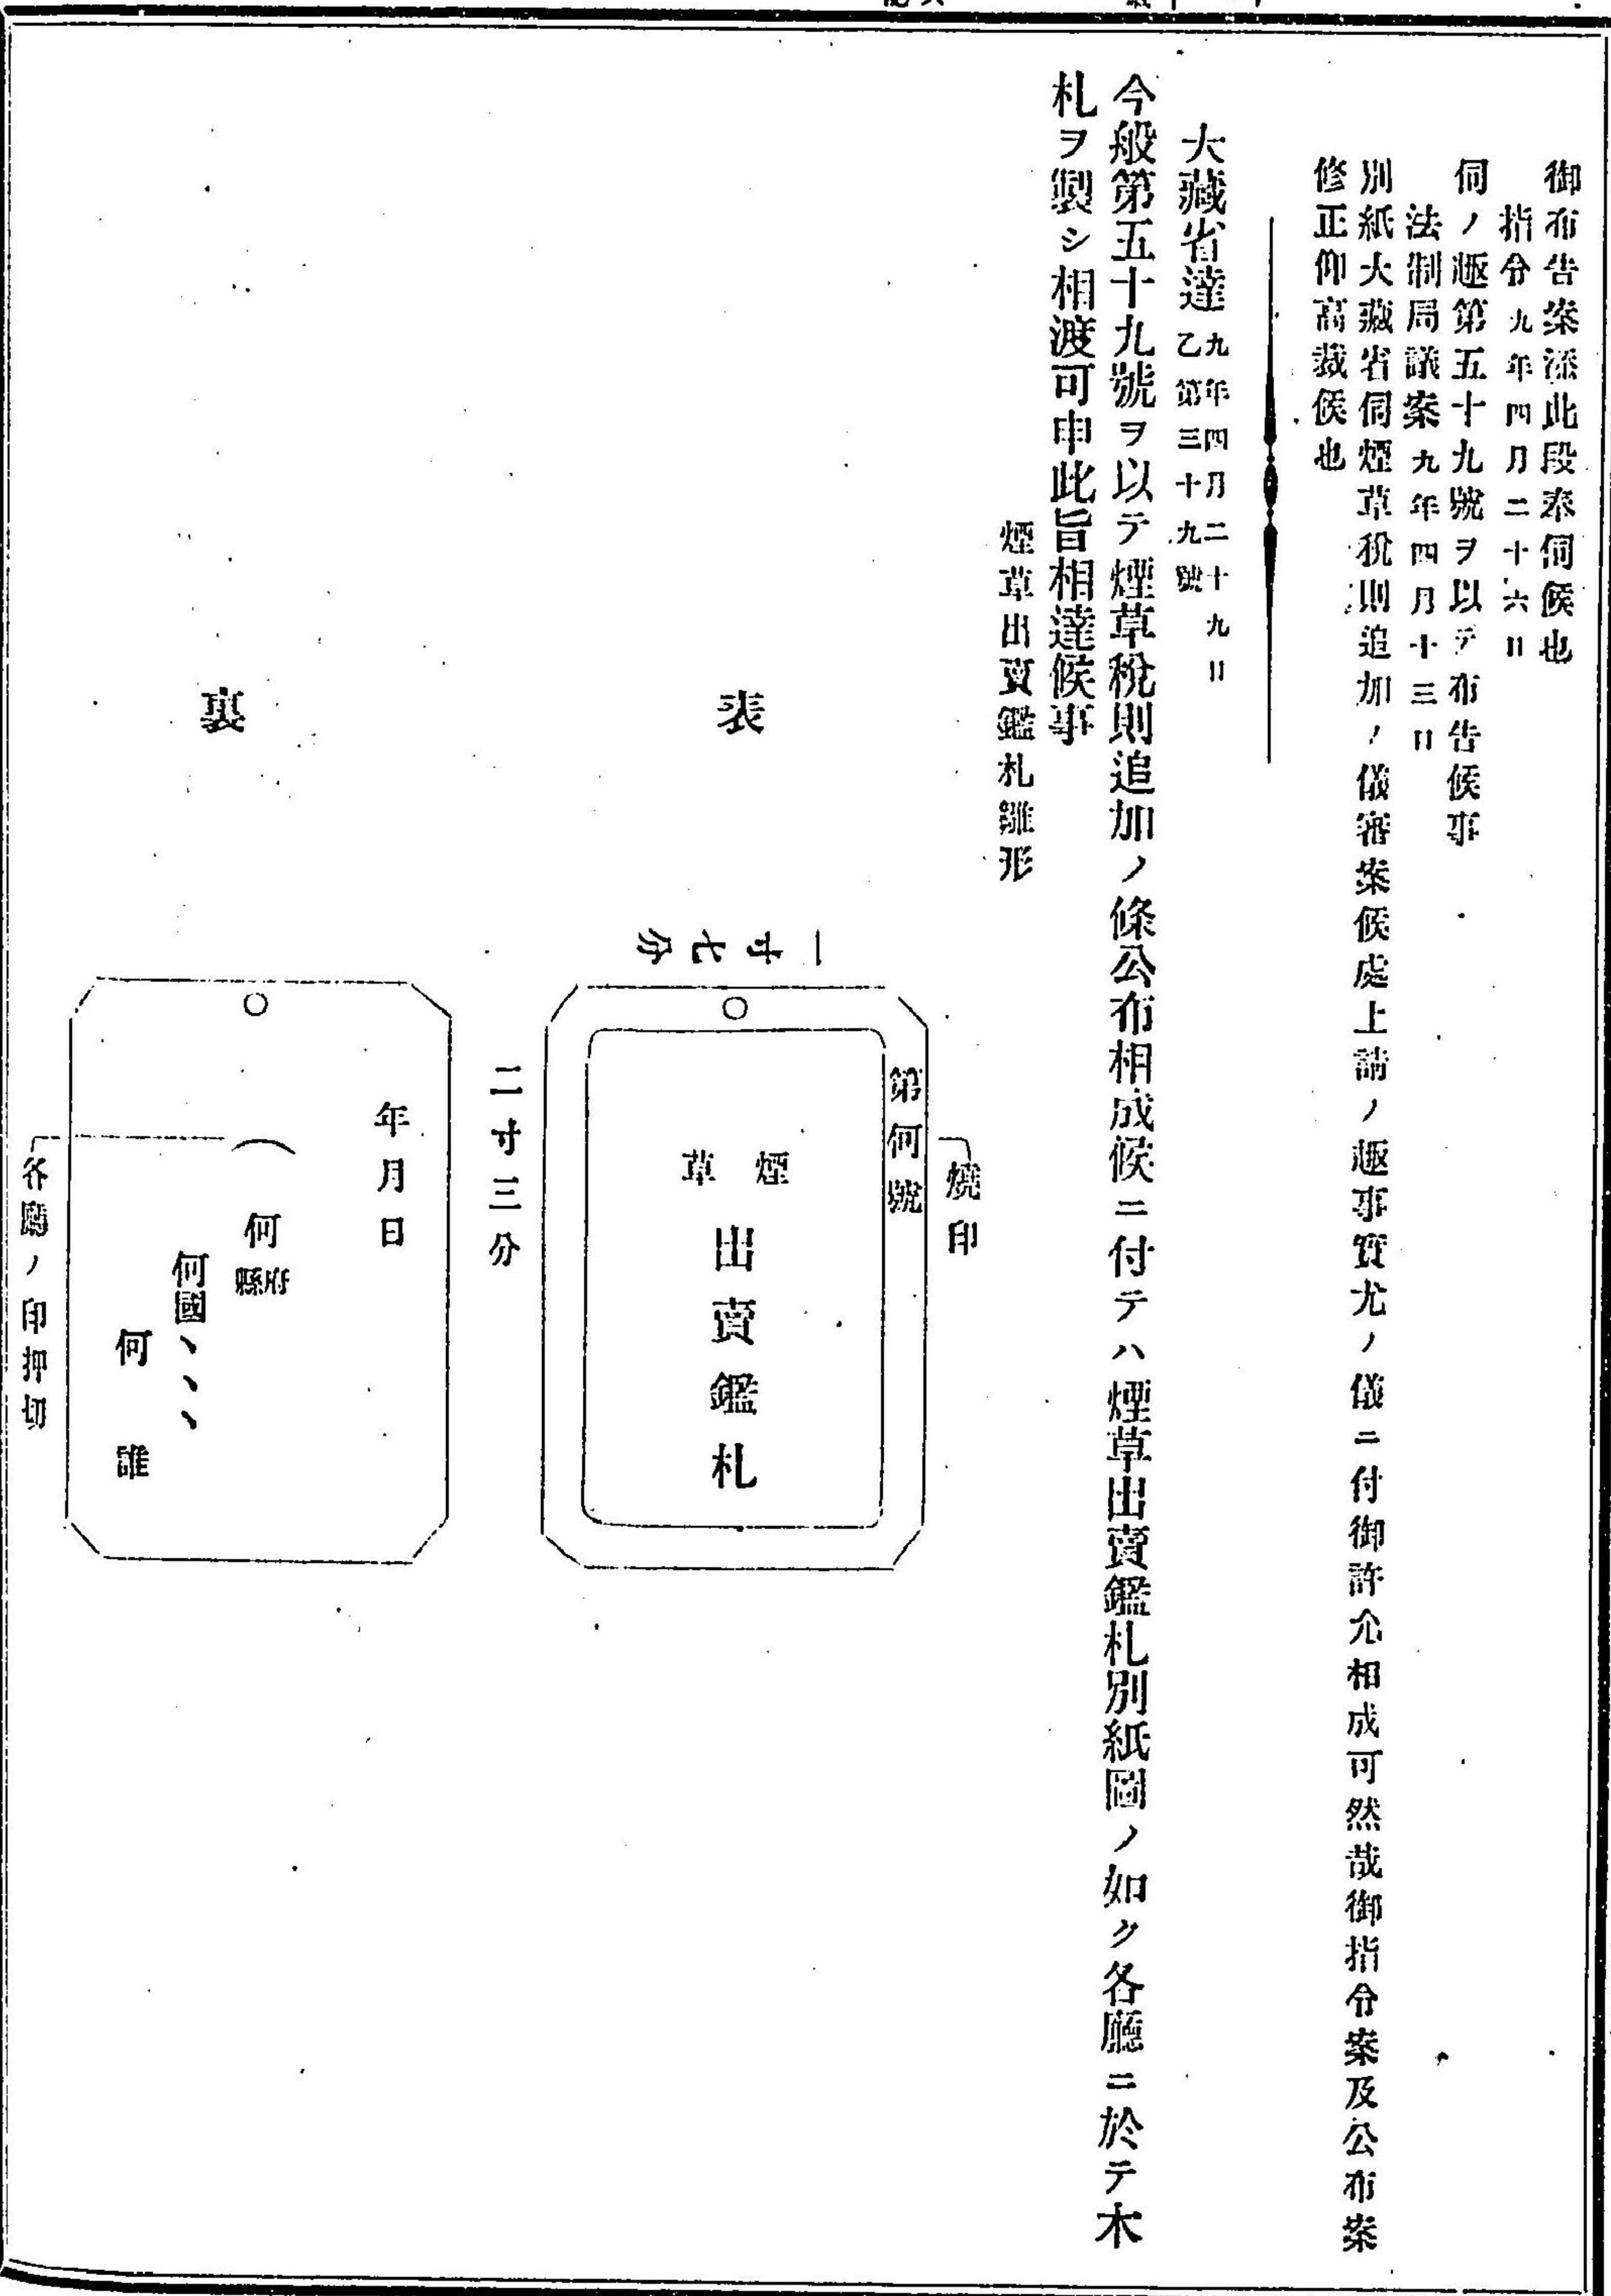 御布告案添此段奉伺候也
指令九年四月二十六日
伺ノ趣第五十九號ヲ以テ布告候事
法制局議案九年四月十三日
別紙大藏省伺煙草稅則追加ノ儀審案候處上請ノ趣事實尤ノ儀ニ付御許允相成可然哉御指令案及公布案
修正仰高裁候也
大藏省達
九年四月二十九日
乙第三十九號
今般第五十九號ヲ以テ煙草稅則追加ノ條公布相成候ニ付テハ煙草出賣鑑札別紙圖ノ如ク各廳ニ於テ木
札ヲ製シ相渡可申此旨相達候事
煙草出賣鑑札雛形
表
一寸七分
燒印
第何號
煙草
出賣鑑札
二寸三分
裏
年月日
何
府縣
何國丶丶丶
何誰
各廳ノ印押切